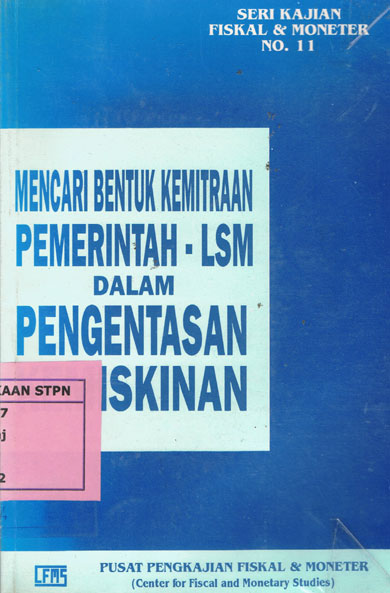 SERI KAJIAN
FISKAL & MONETER
NO. 11
MENCARI BENTUK KEMITRAAN
PEMERINTAH - LSM
DALAM
PENGENTASAN
ISKINAN
KAAN STPN
7
j
2
CFMS
PUSAT PENGKAJIAN FISKAL & MONETER
(Center for Fiscal and Monetary Studies)